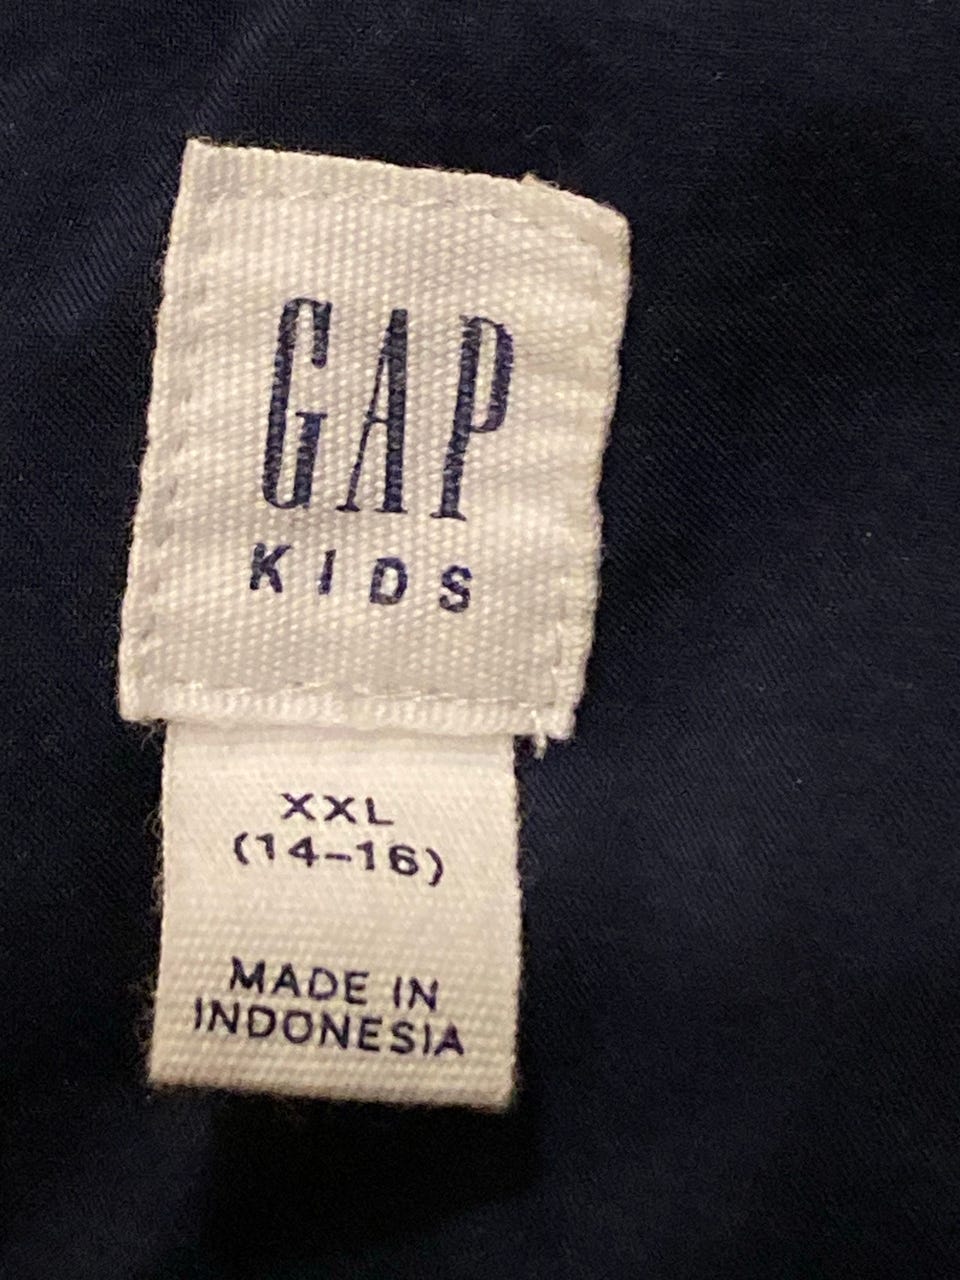 GAP
KIDS
XXL
(14-16)
MADE IN
INDONESIA